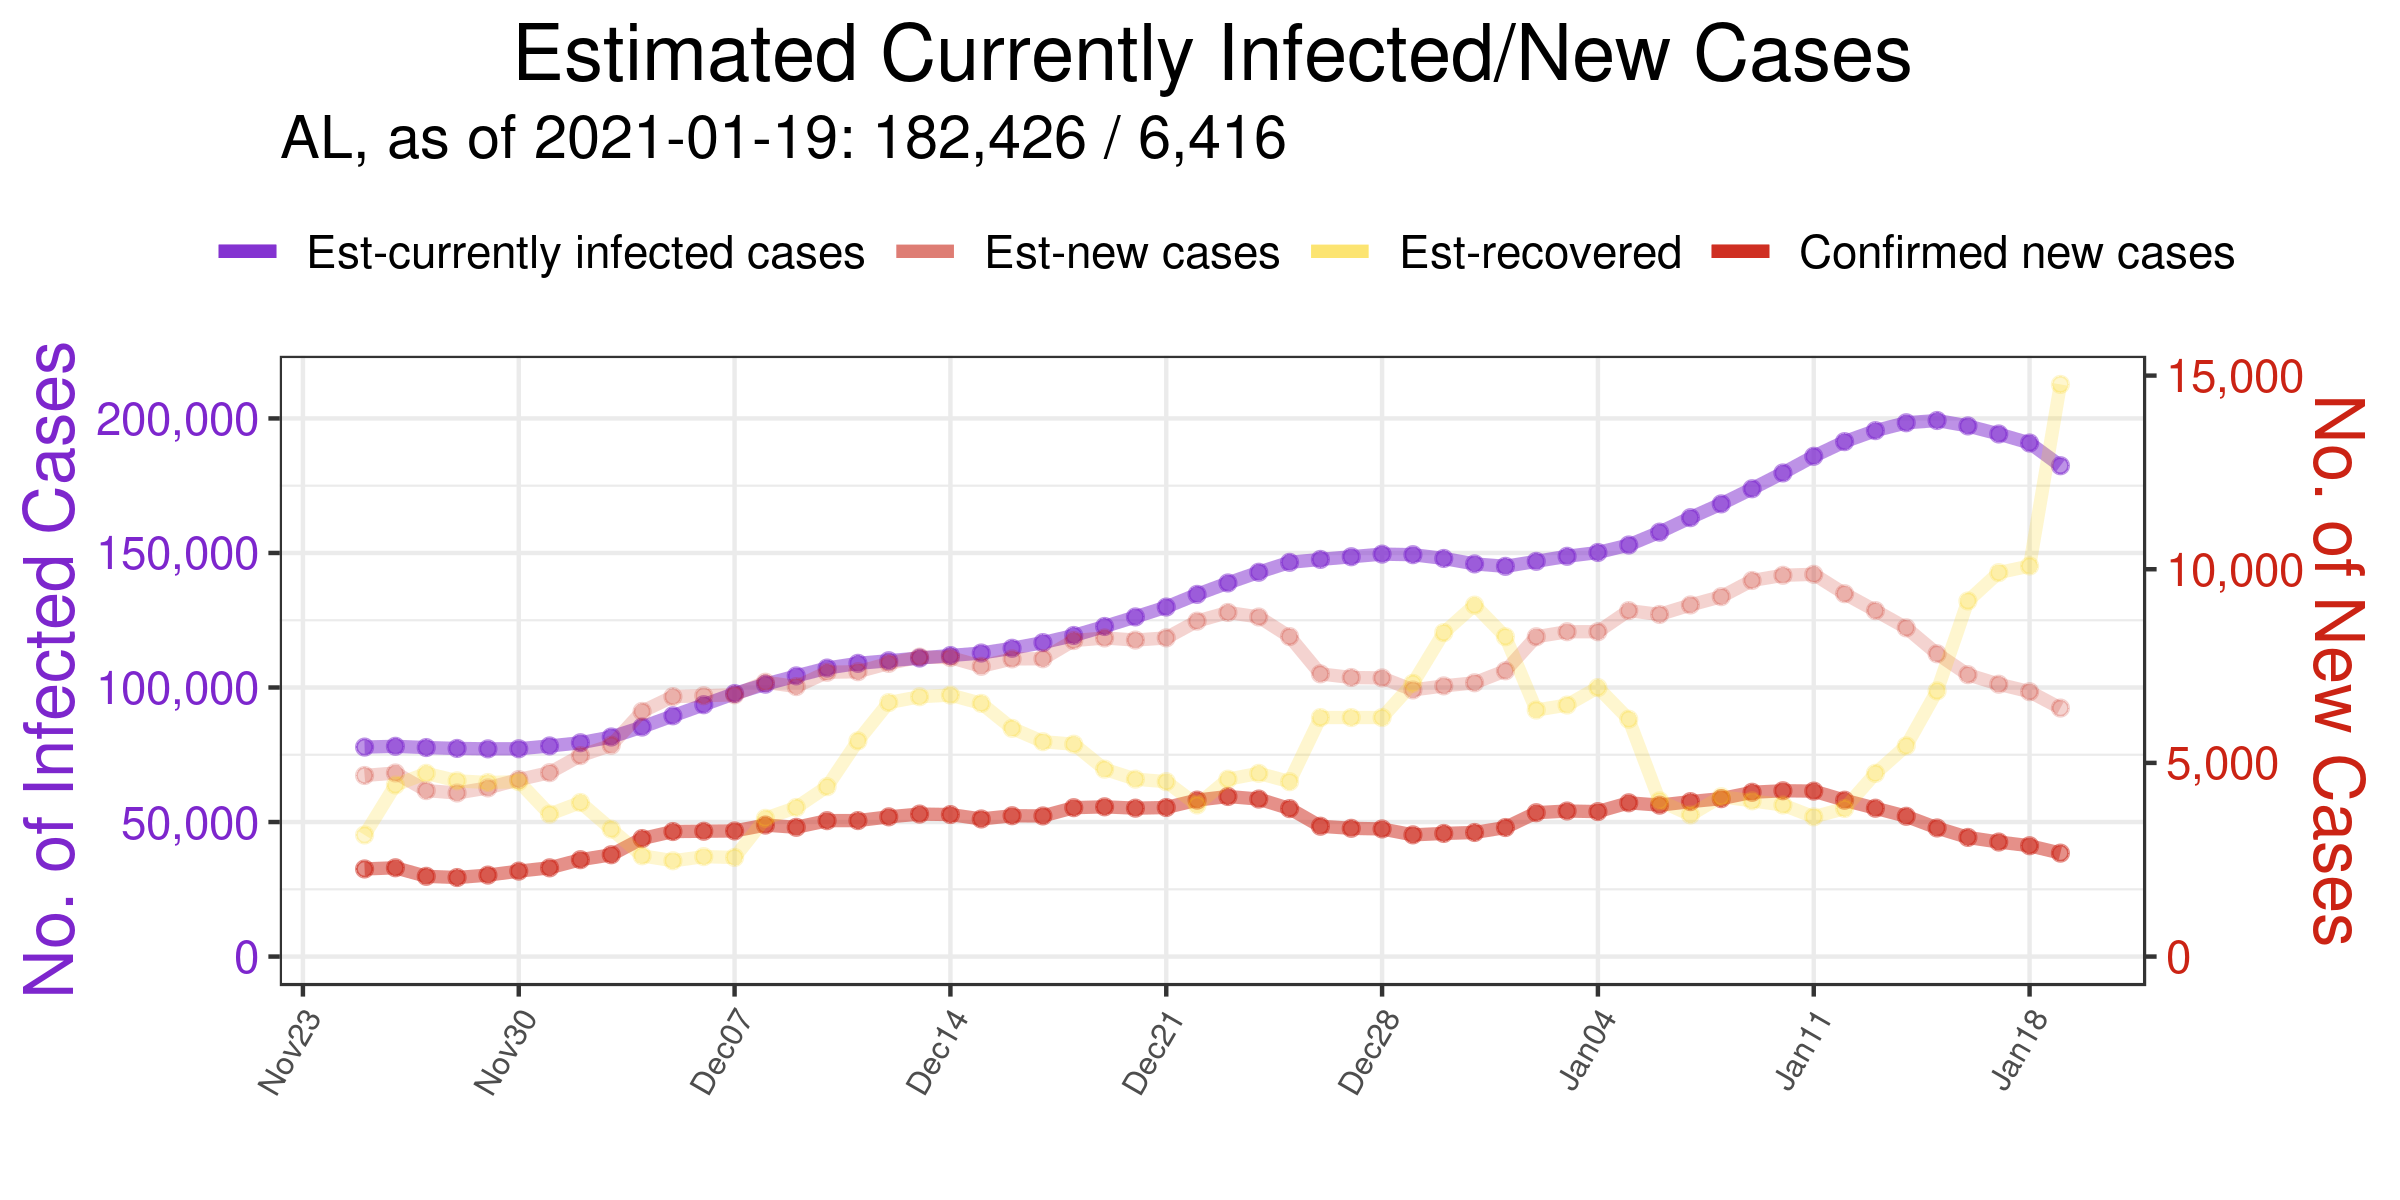 Estimated Currently Infected/New Cases
AL, as of 2021-01-19: 182,426 / 6,416
Est-currently infected cases Est-new cases Est-recovered Confirmed new cases
No. of Infected Cases
200,000
150,000
100,000
50,000
0
15,000
10,000
5,000
0
No. of New Cases
Nov23 Nov30 Dec07 Dec14 Dec21 Dec28 Jan04 Jan11 Jan18